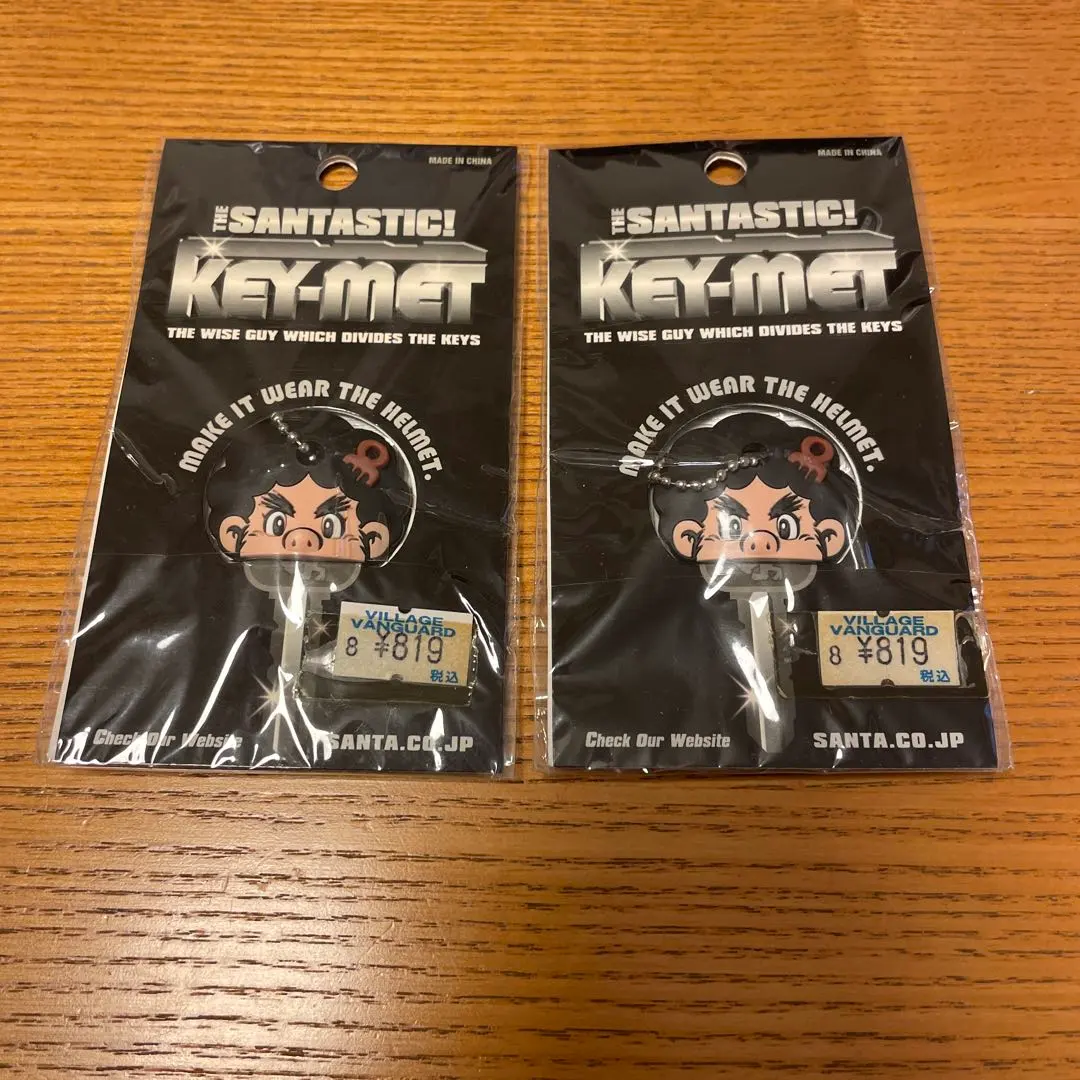 MADE IN CHINA
THE SANTASTIC!
KEY-MET
THE WISE GUY WHICH DIVIDES THE KEYS
MAKE IT WEAR THE HELMET.
VILLAGE
VANGUARD
8 ¥819
税込
Check Our Website
SANTA.CO.JP
MADE IN CHINA
THE SANTASTIC!
KEY-MET
THE WISE GUY WHICH DIVIDES THE KEYS
MAKE IT WEAR THE HELMET.
VILLAGE
VANGUARD
8 ¥819
税込
Check Our Website
SANTA.CO.JP